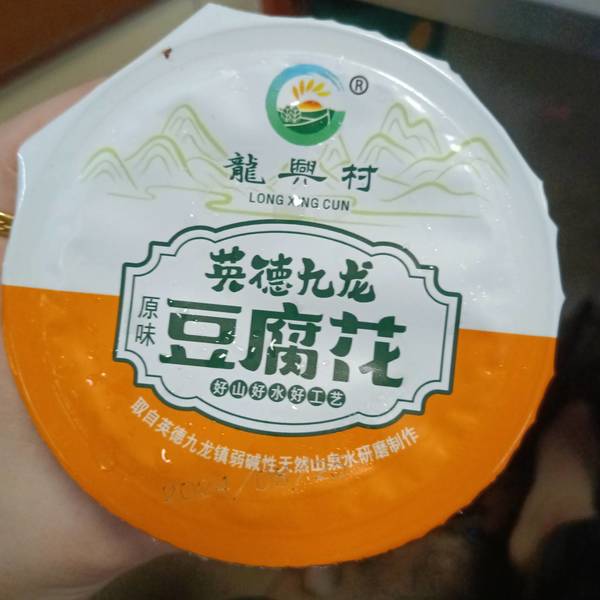 ®
龍興村
LONG XING CUN
英德九龙
原味
豆腐花
好山好水好工艺
取自英德九龙镇弱碱性天然山泉水研磨制作